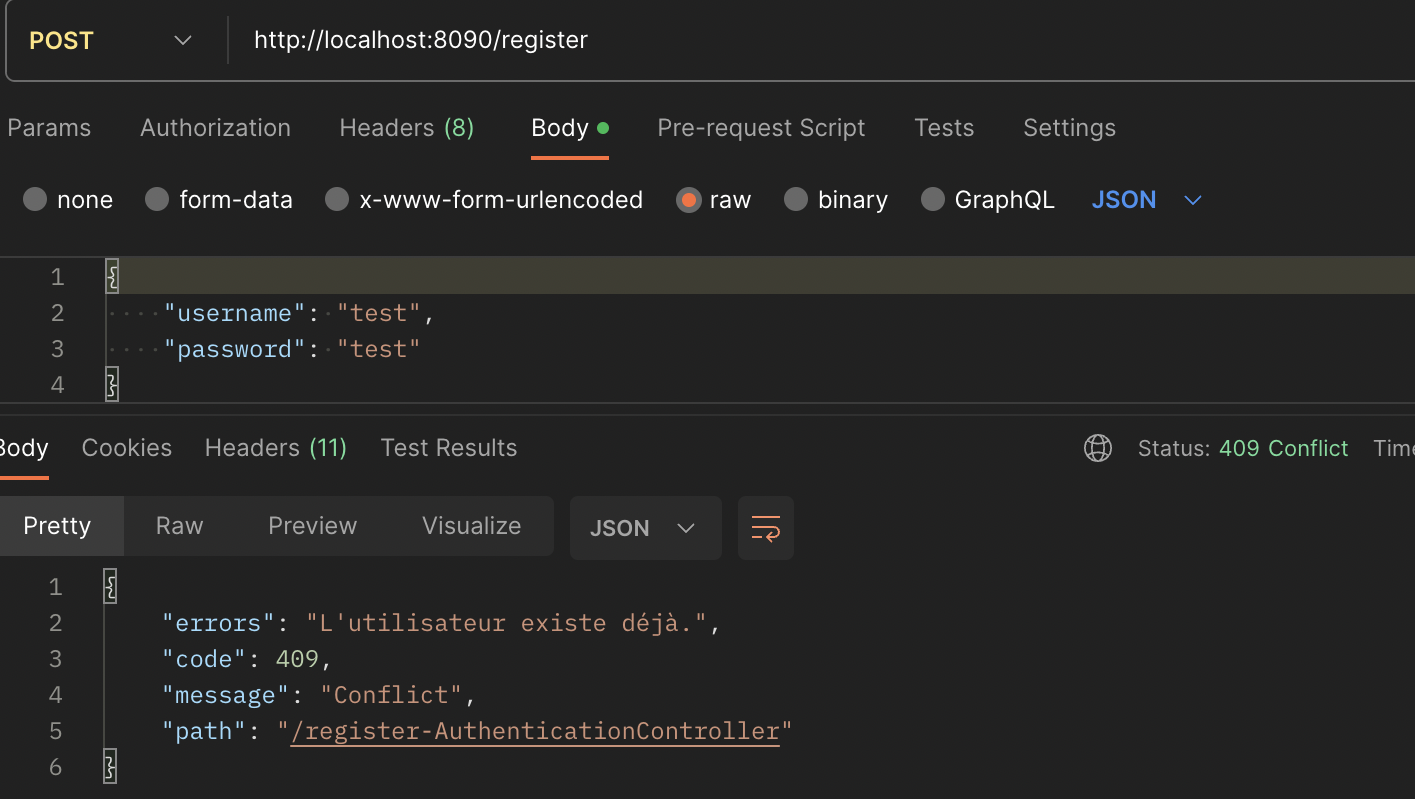 POST http://localhost:8090/register
Params Authorization Headers (8) Body Pre-request Script Tests Settings
none form-data x-www-form-urlencoded raw binary GraphQL JSON
1 {
2 "username": "test",
3 "password": "test"
4 }
Body Cookies Headers (11) Test Results Status: 409 Conflict Time
Pretty Raw Preview Visualize JSON
1 {
2 "errors": "L'utilisateur existe déjà.",
3 "code": 409,
4 "message": "Conflict",
5 "path": "/register-AuthenticationController"
6 }